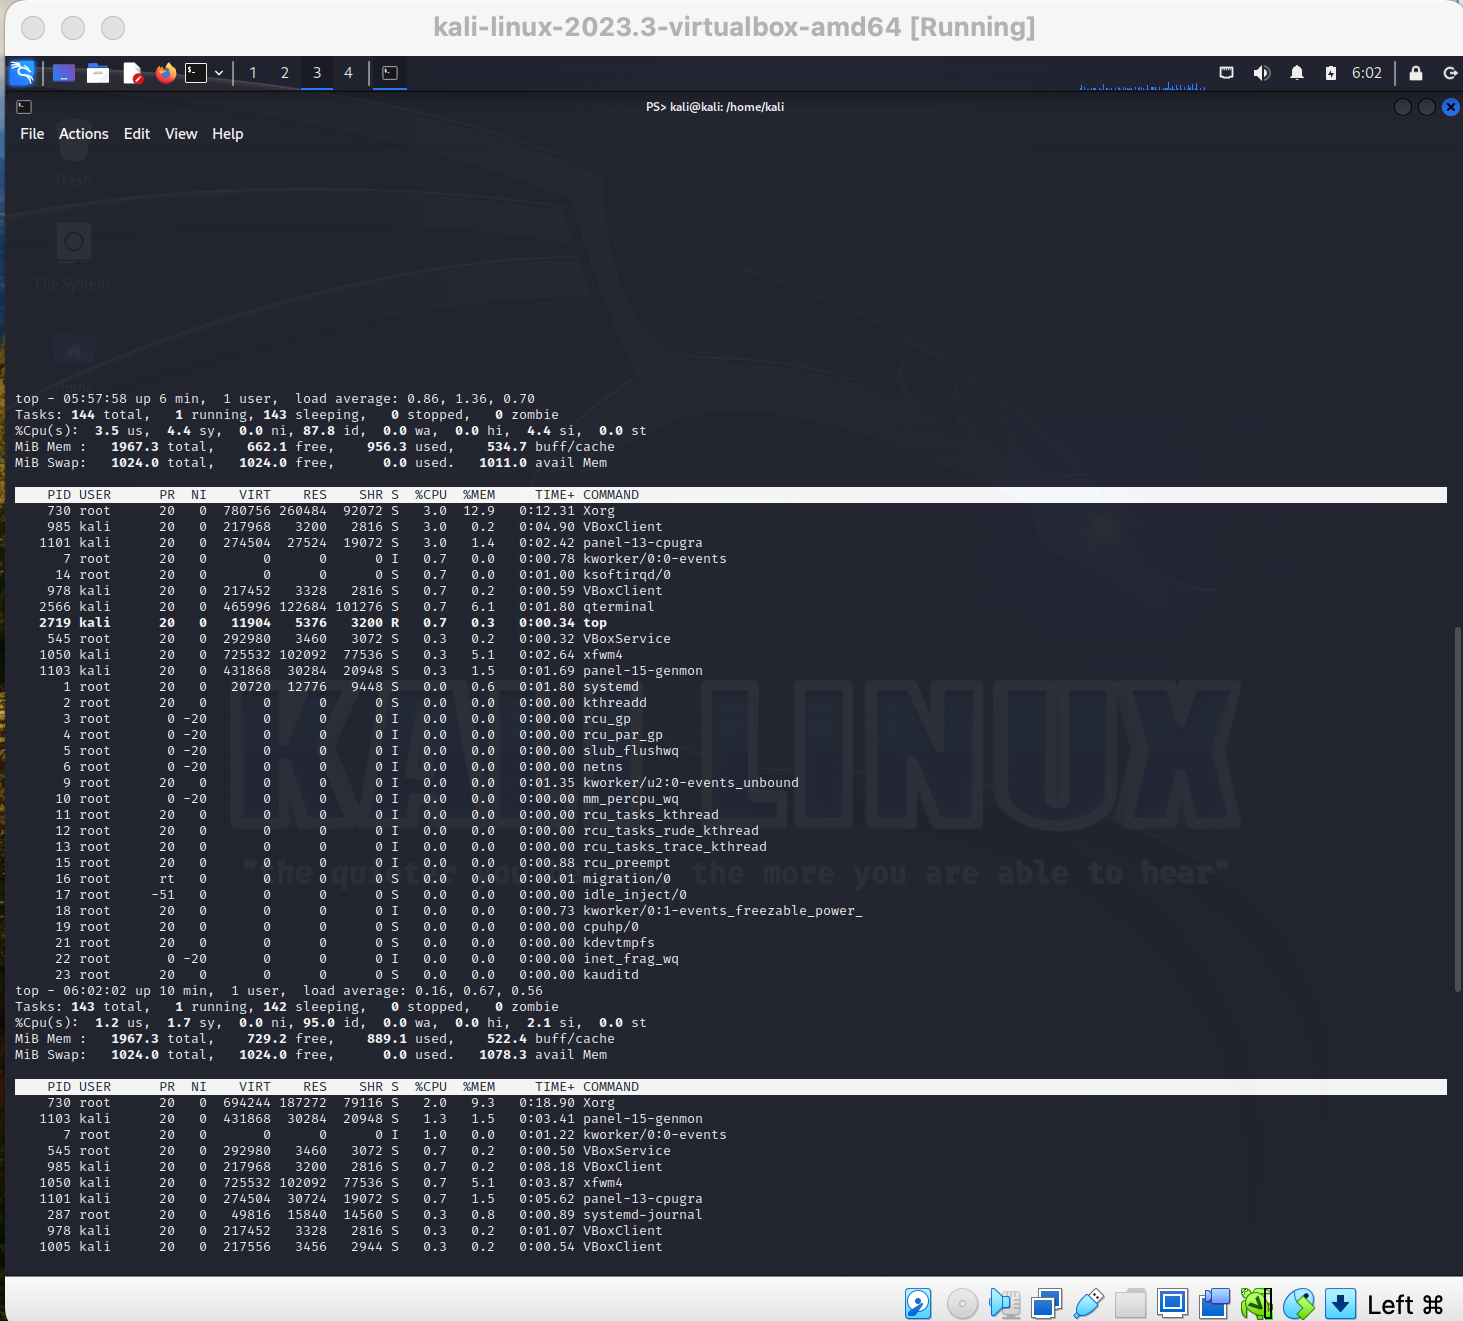 kali-linux-2023.3-virtualbox-amd64 [Running]
1 2 3 4 6:02
PS> kali@kali: /home/kali
File Actions Edit View Help
Trash
File System
Home
top - 05:57:58 up 6 min,  1 user,  load average: 0.86, 1.36, 0.70
Tasks: 144 total,   1 running, 143 sleeping,   0 stopped,   0 zombie
%Cpu(s):  3.5 us,  4.4 sy,  0.0 ni, 87.8 id,  0.0 wa,  0.0 hi,  4.4 si,  0.0 st
MiB Mem :   1967.3 total,    662.1 free,    956.3 used,    534.7 buff/cache
MiB Swap:   1024.0 total,   1024.0 free,      0.0 used.   1011.0 avail Mem
PID USER      PR  NI    VIRT    RES    SHR S  %CPU  %MEM     TIME+ COMMAND
730 root      20   0  780756 260484  92072 S   3.0  12.9   0:12.31 Xorg
985 kali      20   0  217968   3200   2816 S   3.0   0.2   0:04.90 VBoxClient
1101 kali      20   0  274504  27524  19072 S   3.0   1.4   0:02.42 panel-13-cpugra
7 root      20   0       0      0      0 I   0.7   0.0   0:00.78 kworker/0:0-events
14 root      20   0       0      0      0 S   0.7   0.0   0:01.00 ksoftirqd/0
978 kali      20   0  217452   3328   2816 S   0.7   0.2   0:00.59 VBoxClient
2566 kali      20   0  465996 122684 101276 S   0.7   6.1   0:01.80 qterminal
2719 kali      20   0   11904   5376   3200 R   0.7   0.3   0:00.34 top
545 root      20   0  292980   3460   3072 S   0.3   0.2   0:00.32 VBoxService
1050 kali      20   0  725532 102092  77536 S   0.3   5.1   0:02.64 xfwm4
1103 kali      20   0  431868  30284  20948 S   0.3   1.5   0:01.69 panel-15-genmon
1 root      20   0   20720  12776   9448 S   0.0   0.6   0:01.80 systemd
2 root      20   0       0      0      0 S   0.0   0.0   0:00.00 kthreadd
3 root       0 -20       0      0      0 I   0.0   0.0   0:00.00 rcu_gp
4 root       0 -20       0      0      0 I   0.0   0.0   0:00.00 rcu_par_gp
5 root       0 -20       0      0      0 I   0.0   0.0   0:00.00 slub_flushwq
6 root       0 -20       0      0      0 I   0.0   0.0   0:00.00 netns
9 root      20   0       0      0      0 I   0.0   0.0   0:01.35 kworker/u2:0-events_unbound
10 root       0 -20       0      0      0 I   0.0   0.0   0:00.00 mm_percpu_wq
11 root      20   0       0      0      0 I   0.0   0.0   0:00.00 rcu_tasks_kthread
12 root      20   0       0      0      0 I   0.0   0.0   0:00.00 rcu_tasks_rude_kthread
13 root      20   0       0      0      0 I   0.0   0.0   0:00.00 rcu_tasks_trace_kthread
15 root      20   0       0      0      0 I   0.0   0.0   0:00.88 rcu_preempt
16 root      rt   0       0      0      0 S   0.0   0.0   0:00.01 migration/0
17 root     -51   0       0      0      0 S   0.0   0.0   0:00.00 idle_inject/0
18 root      20   0       0      0      0 I   0.0   0.0   0:00.73 kworker/0:1-events_freezable_power_
19 root      20   0       0      0      0 S   0.0   0.0   0:00.00 cpuhp/0
21 root      20   0       0      0      0 S   0.0   0.0   0:00.00 kdevtmpfs
22 root       0 -20       0      0      0 I   0.0   0.0   0:00.00 inet_frag_wq
23 root      20   0       0      0      0 S   0.0   0.0   0:00.00 kauditd
KALI LINUX
"the quieter you become, the more you are able to hear"
top - 06:02:02 up 10 min,  1 user,  load average: 0.16, 0.67, 0.56
Tasks: 143 total,   1 running, 142 sleeping,   0 stopped,   0 zombie
%Cpu(s):  1.2 us,  1.7 sy,  0.0 ni, 95.0 id,  0.0 wa,  0.0 hi,  2.1 si,  0.0 st
MiB Mem :   1967.3 total,    729.2 free,    889.1 used,    522.4 buff/cache
MiB Swap:   1024.0 total,   1024.0 free,      0.0 used.   1078.3 avail Mem
PID USER      PR  NI    VIRT    RES    SHR S  %CPU  %MEM     TIME+ COMMAND
730 root      20   0  694244 187272  79116 S   2.0   9.3   0:18.90 Xorg
1103 kali      20   0  431868  30284  20948 S   1.3   1.5   0:03.41 panel-15-genmon
7 root      20   0       0      0      0 I   1.0   0.0   0:01.22 kworker/0:0-events
545 root      20   0  292980   3460   3072 S   0.7   0.2   0:00.50 VBoxService
985 kali      20   0  217968   3200   2816 S   0.7   0.2   0:08.18 VBoxClient
1050 kali      20   0  725532 102092  77536 S   0.7   5.1   0:03.87 xfwm4
1101 kali      20   0  274504  30724  19072 S   0.7   1.5   0:05.62 panel-13-cpugra
287 root      20   0   49816  15840  14560 S   0.3   0.8   0:00.89 systemd-journal
978 kali      20   0  217452   3328   2816 S   0.3   0.2   0:01.07 VBoxClient
1005 kali      20   0  217556   3456   2944 S   0.3   0.2   0:00.54 VBoxClient
Left ⌘